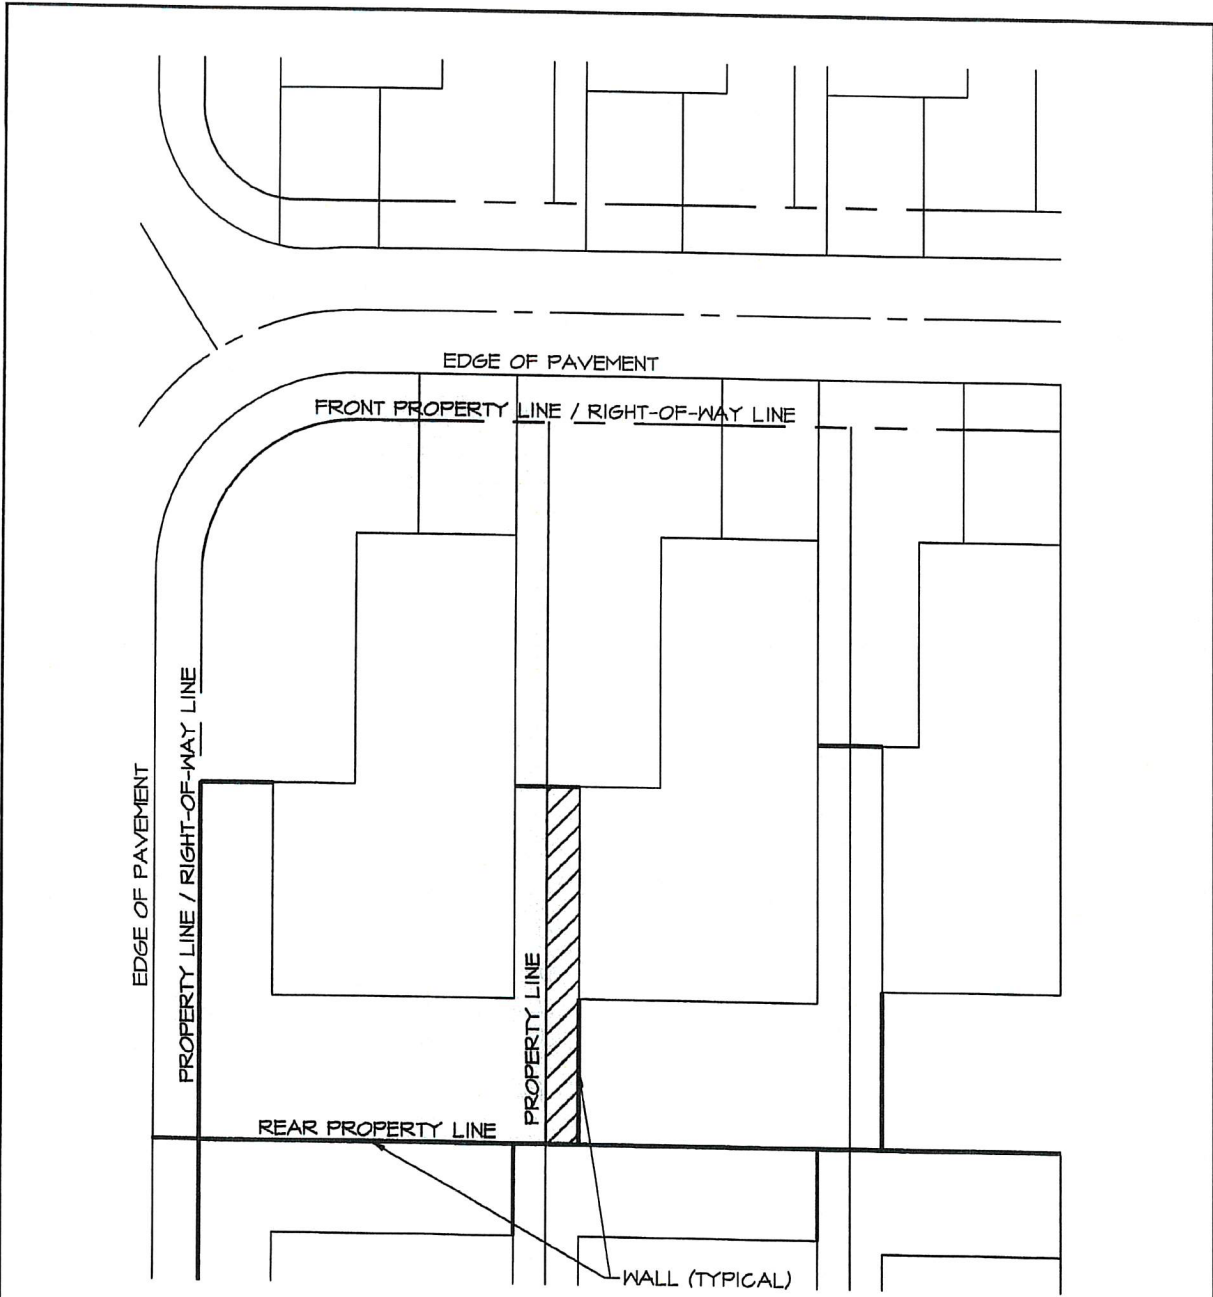 EDGE OF PAVEMENT
FRONT PROPERTY LINE / RIGHT-OF-WAY LINE
PROPERTY LINE / RIGHT-OF-WAY LINE
EDGE OF PAVEMENT
PROPERTY LINE
REAR PROPERTY LINE
WALL (TYPICAL)